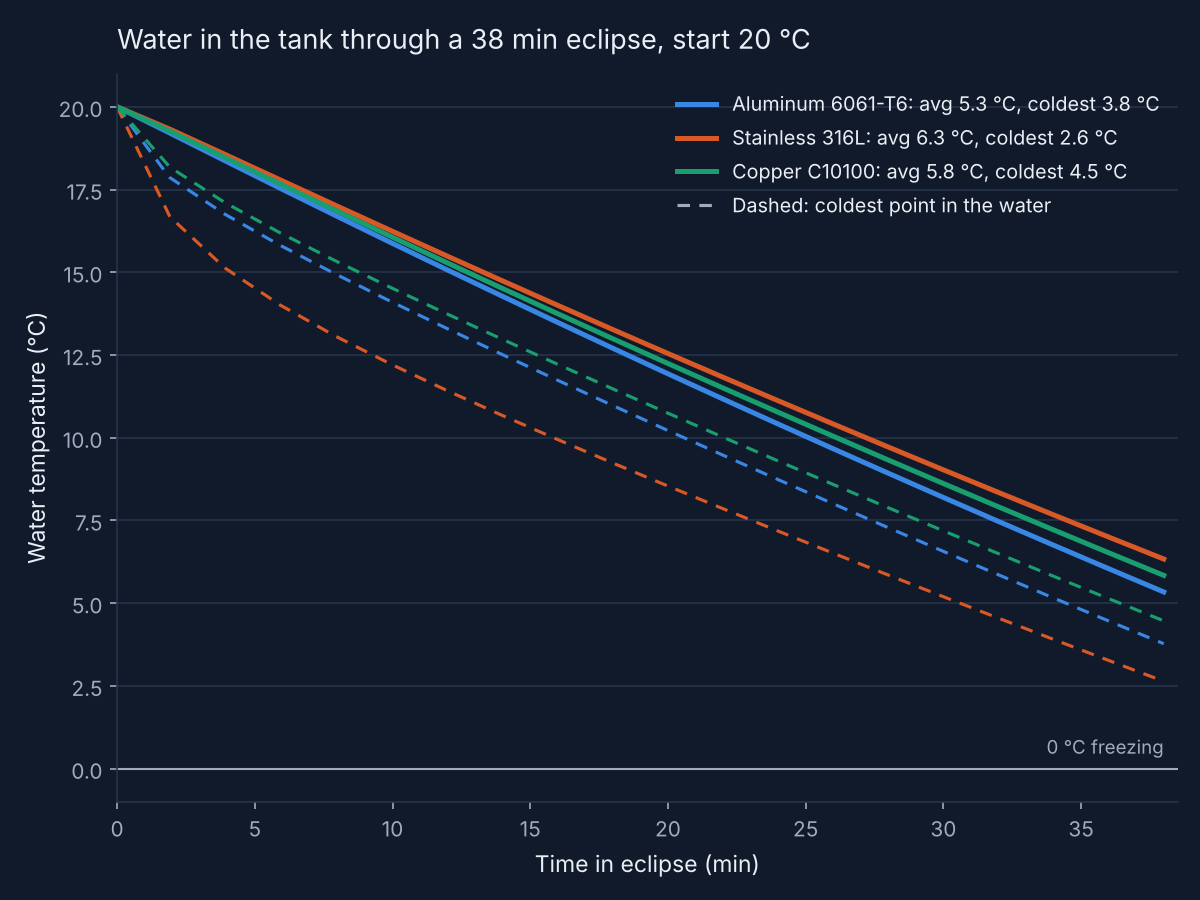 Water in the tank through a 38 min eclipse, start 20 °C
Aluminum 6061-T6: avg 5.3 °C, coldest 3.8 °C
Stainless 316L: avg 6.3 °C, coldest 2.6 °C
Copper C10100: avg 5.8 °C, coldest 4.5 °C
Dashed: coldest point in the water
Water temperature (°C)
20.0
17.5
15.0
12.5
10.0
7.5
5.0
2.5
0.0
0 °C freezing
0 5 10 15 20 25 30 35
Time in eclipse (min)